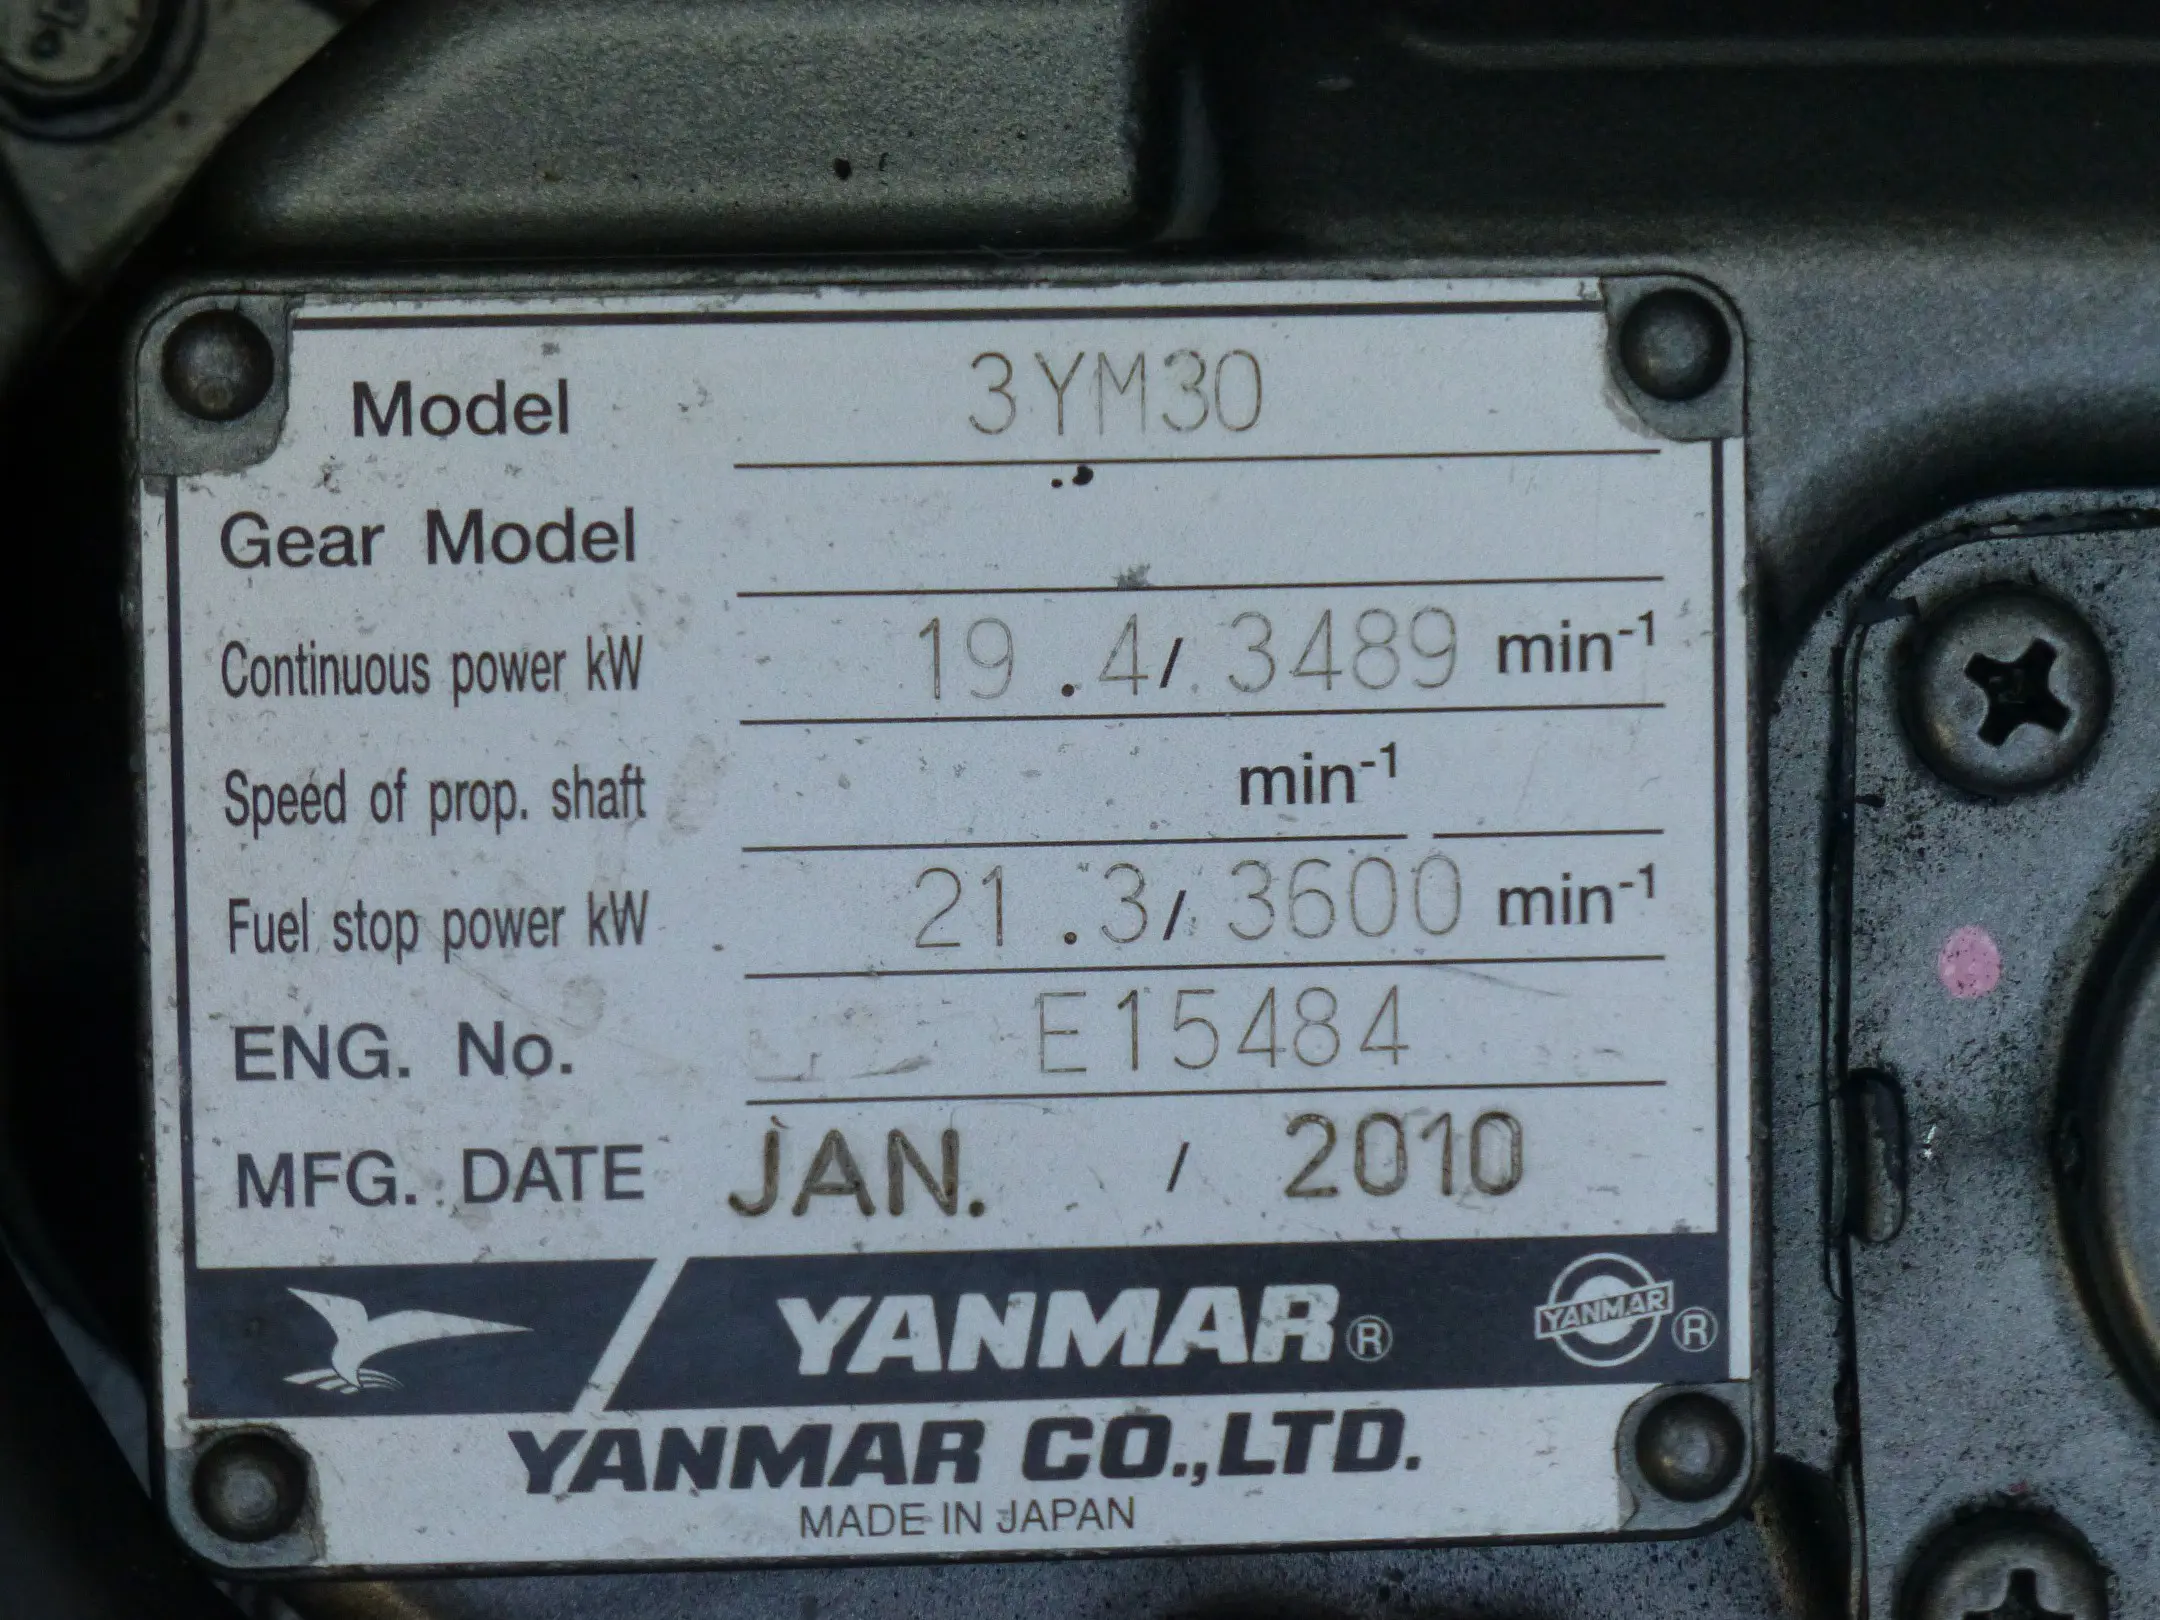 Model 3YM30
Gear Model
Continuous power kW 19.4/3489 min-1
Speed of prop. shaft min-1
Fuel stop power kW 21.3/3600 min-1
ENG. No. E15484
MFG. DATE JAN. / 2010
YANMAR® YANMAR ®
YANMAR CO.,LTD.
MADE IN JAPAN